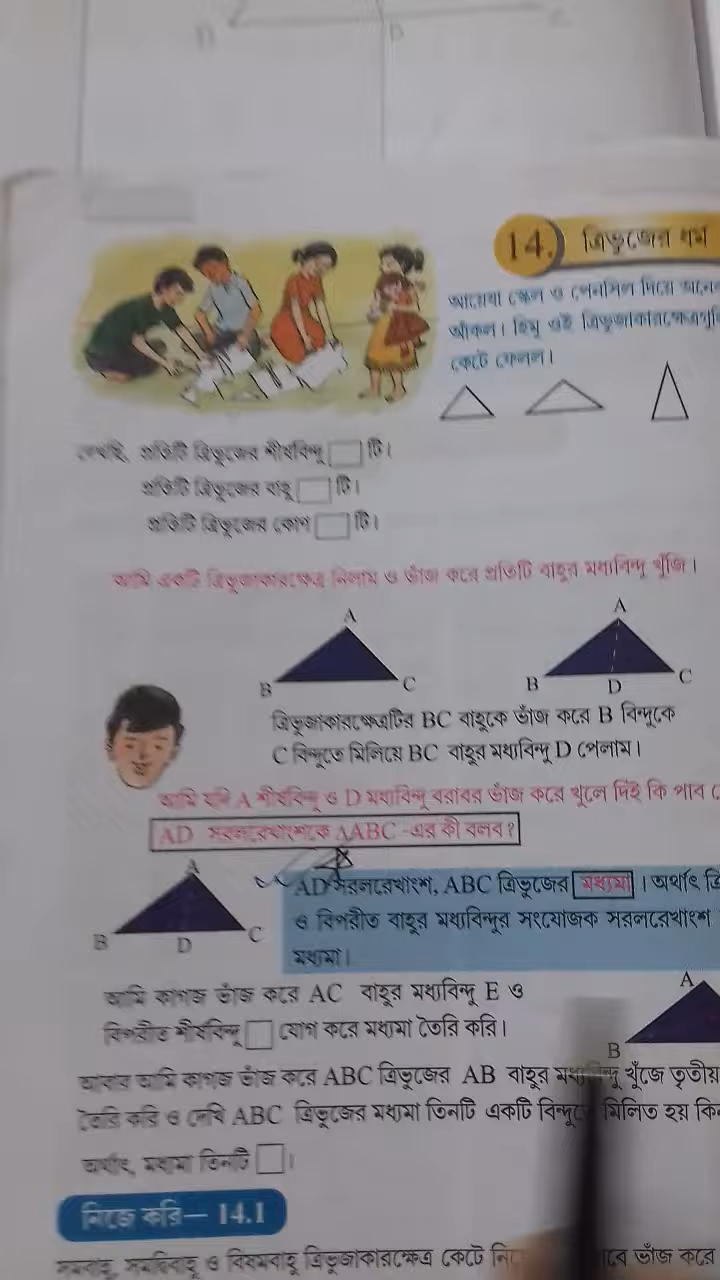 D
D
14. ত্রিভুজের ধর্ম
আয়েষা স্কেল ও পেনসিল দিয়ে অনেক
আঁকল। হিমু ওই ত্রিভুজাকারক্ষেত্রগুলি
কেটে ফেলল।
দেখছি, প্রতিটি ত্রিভুজের শীর্ষবিন্দু টি।
প্রতিটি ত্রিভুজের বাহু টি।
প্রতিটি ত্রিভুজের কোণ টি।
আমি একটি ত্রিভুজাকারক্ষেত্র নিলাম ও ভাঁজ করে প্রতিটি বাহুর মধ্যবিন্দু খুঁজি।
A
B
C
A
B
D
C
ত্রিভুজাকারক্ষেত্রটির BC বাহুকে ভাঁজ করে B বিন্দুকে
C বিন্দুতে মিলিয়ে BC বাহুর মধ্যবিন্দু D পেলাম।
আমি যদি A শীর্ষবিন্দু ও D মধ্যবিন্দু বরাবর ভাঁজ করে খুলে দিই কি পাব
AD সরলরেখাংশকে ΔABC -এর কী বলব?
A
B
D
C
AD সরলরেখাংশ, ABC ত্রিভুজের মধ্যমা। অর্থাৎ
ও বিপরীত বাহুর মধ্যবিন্দুর সংযোজক সরলরেখাংশ
মধ্যমা।
আমি কাগজ ভাঁজ করে AC বাহুর মধ্যবিন্দু E ও
বিপরীত শীর্ষবিন্দু যোগ করে মধ্যমা তৈরি করি।
A
B
আবার আমি কাগজ ভাঁজ করে ABC ত্রিভুজের AB বাহুর মধ্যবিন্দু খুঁজে তৃতীয়
তৈরি করি ও দেখি ABC ত্রিভুজের মধ্যমা তিনটি একটি বিন্দুতে মিলিত হয়
অর্থাৎ, মধ্যমা তিনটি ।
নিজে করি— 14.1
সমবাহু, সমদ্বিবাহু ও বিষমবাহু ত্রিভুজাকারক্ষেত্র কেটে ভাঁজ করে